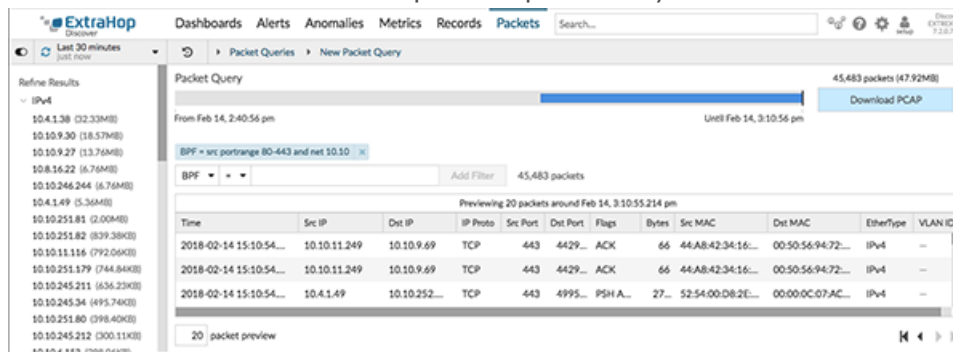 ExtraHop
Discover
Dashboards Alerts Anomalies Metrics Records Packets Search...
setup
Last 30 minutes
just now
Packet Queries New Packet Query
Refine Results
IPv4
10.4.1.38 (32.33MB)
10.10.9.30 (18.57MB)
10.10.9.27 (13.76MB)
10.8.16.22 (6.76MB)
10.10.246.244 (6.76MB)
10.4.1.49 (5.36MB)
10.10.251.81 (2.00MB)
10.10.251.82 (839.38KB)
10.10.11.116 (792.06KB)
10.10.251.179 (744.84KB)
10.10.245.211 (636.23KB)
10.10.245.34 (495.74KB)
10.10.251.80 (398.40KB)
10.10.245.212 (300.11KB)
Packet Query
45,483 packets (47.92MB)
Download PCAP
From Feb 14, 2:40:56 pm
Until Feb 14, 3:10:56 pm
BPF = src portrange 80-443 and net 10.10 ×
BPF = Add Filter 45,483 packets
Previewing 20 packets around Feb 14, 3:10:55.214 pm
Time Src IP Dst IP IP Proto Src Port Dst Port Flags Bytes Src MAC Dst MAC EtherType VLAN ID
2018-02-14 15:10:54.... 10.10.11.249 10.10.9.69 TCP 443 4429... ACK 66 44:A8:42:34:16:... 00:50:56:94:72:... IPv4 —
2018-02-14 15:10:54.... 10.10.11.249 10.10.9.69 TCP 443 4429... ACK 66 44:A8:42:34:16:... 00:50:56:94:72:... IPv4 —
2018-02-14 15:10:54.... 10.4.1.49 10.10.252.... TCP 443 4995... PSH A... 27... 52:54:00:D8:2E:... 00:00:0C:07:AC... IPv4 —
20 packet preview